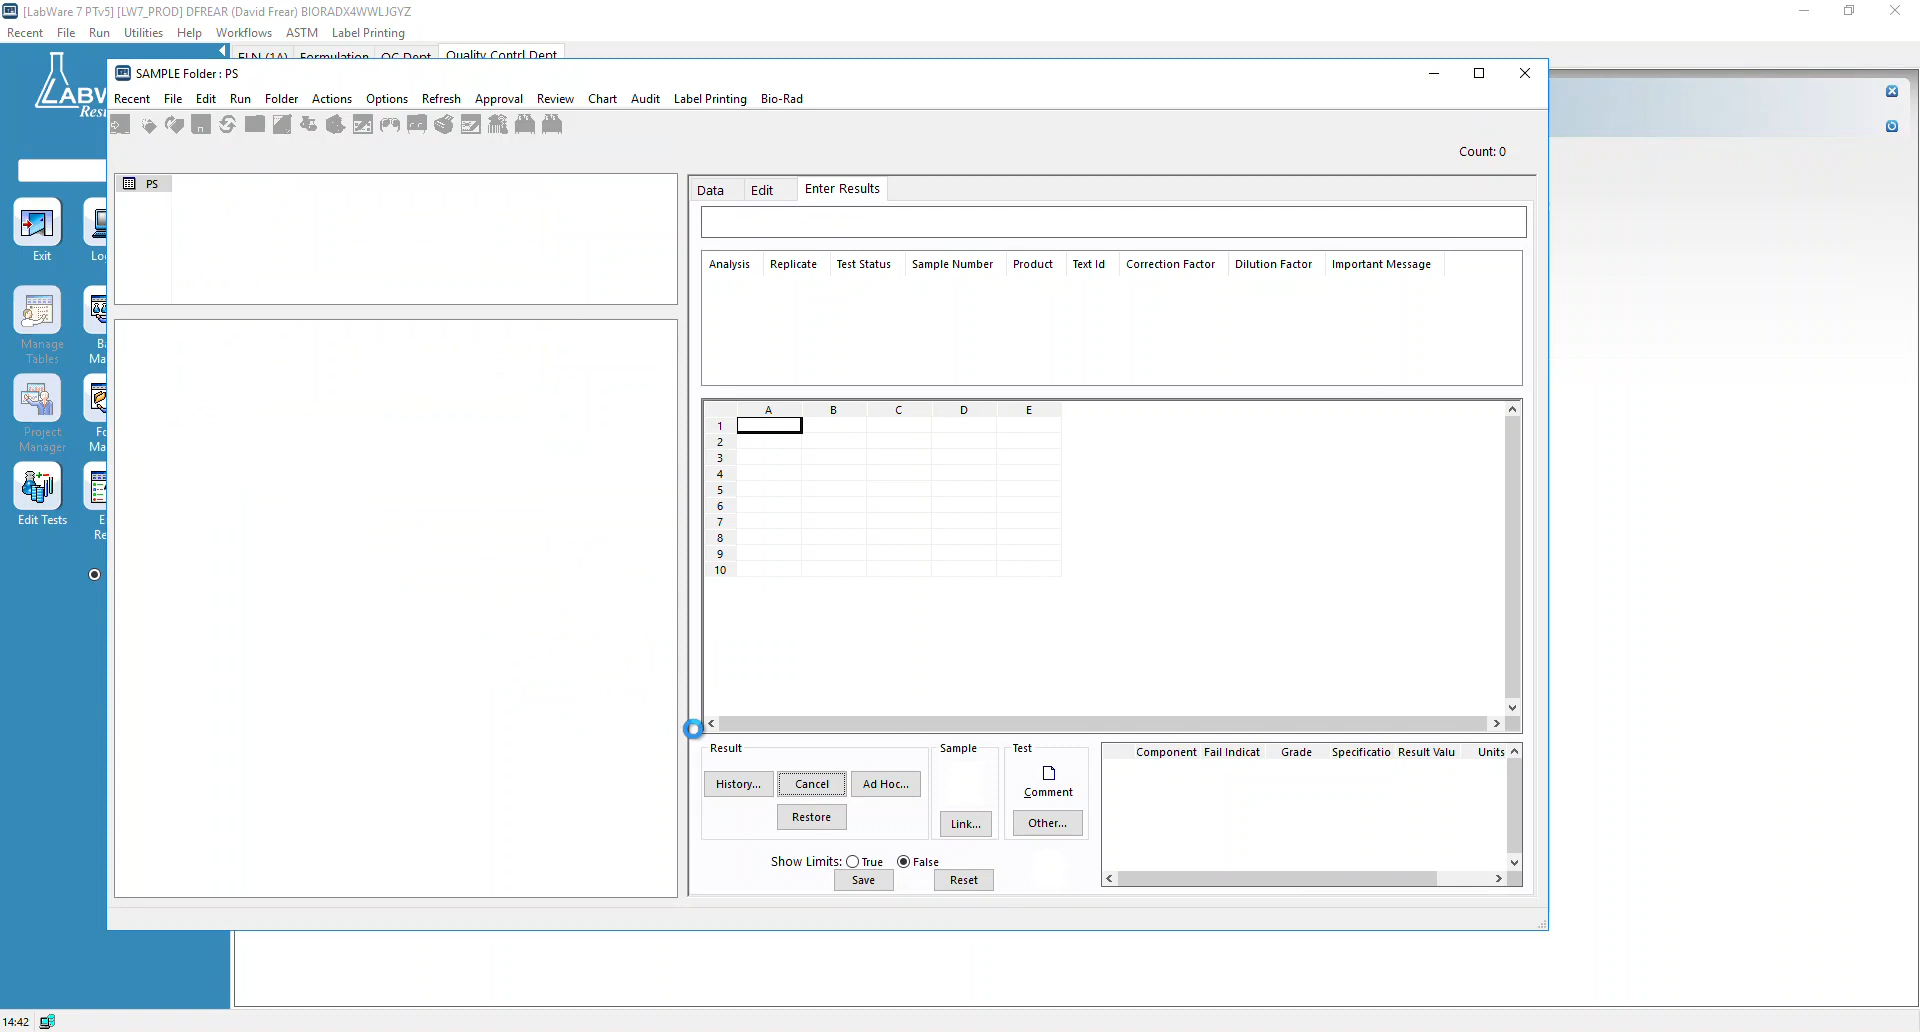 [LabWare 7 PTv5] [LW7_PROD] DFREAR (David Frear) BIORADX4WWLJGYZ
Recent File Run Utilities Help Workflows ASTM Label Printing
ELN (1A) Formulation QC Dept Quality Contrl Dept
SAMPLE Folder : PS
Recent File Edit Run Folder Actions Options Refresh Approval Review Chart Audit Label Printing Bio-Rad
Count: 0
PS
Data Edit Enter Results
Analysis Replicate Test Status Sample Number Product Text Id Correction Factor Dilution Factor Important Message
Exit
Manage
Tables
Project
Manager
Edit Tests
A B C D E
1
2
3
4
5
6
7
8
9
10
Result Sample Test
History... Cancel Ad Hoc...
Restore
Link...
Comment
Other...
Component Fail Indicat Grade Specificatio Result Valu Units
Show Limits: True False
Save Reset
14:42